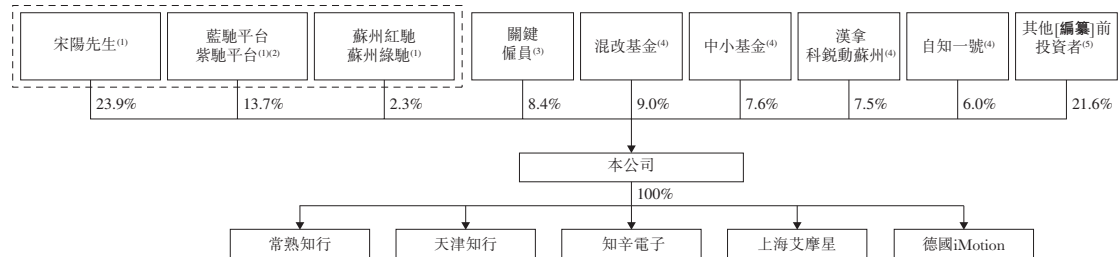 宋陽先生(1)
藍馳平台
紫馳平台(1)(2)
蘇州紅馳
蘇州綠馳(1)
關鍵
僱員(3)
混改基金(4)
中小基金(4)
漢拿
科銳動蘇州(4)
自知一號(4)
其他[編纂]前
投資者(5)
23.9%
13.7%
2.3%
8.4%
9.0%
7.6%
7.5%
6.0%
21.6%
本公司
100%
常熟知行
天津知行
知辛電子
上海艾摩星
德國iMotion